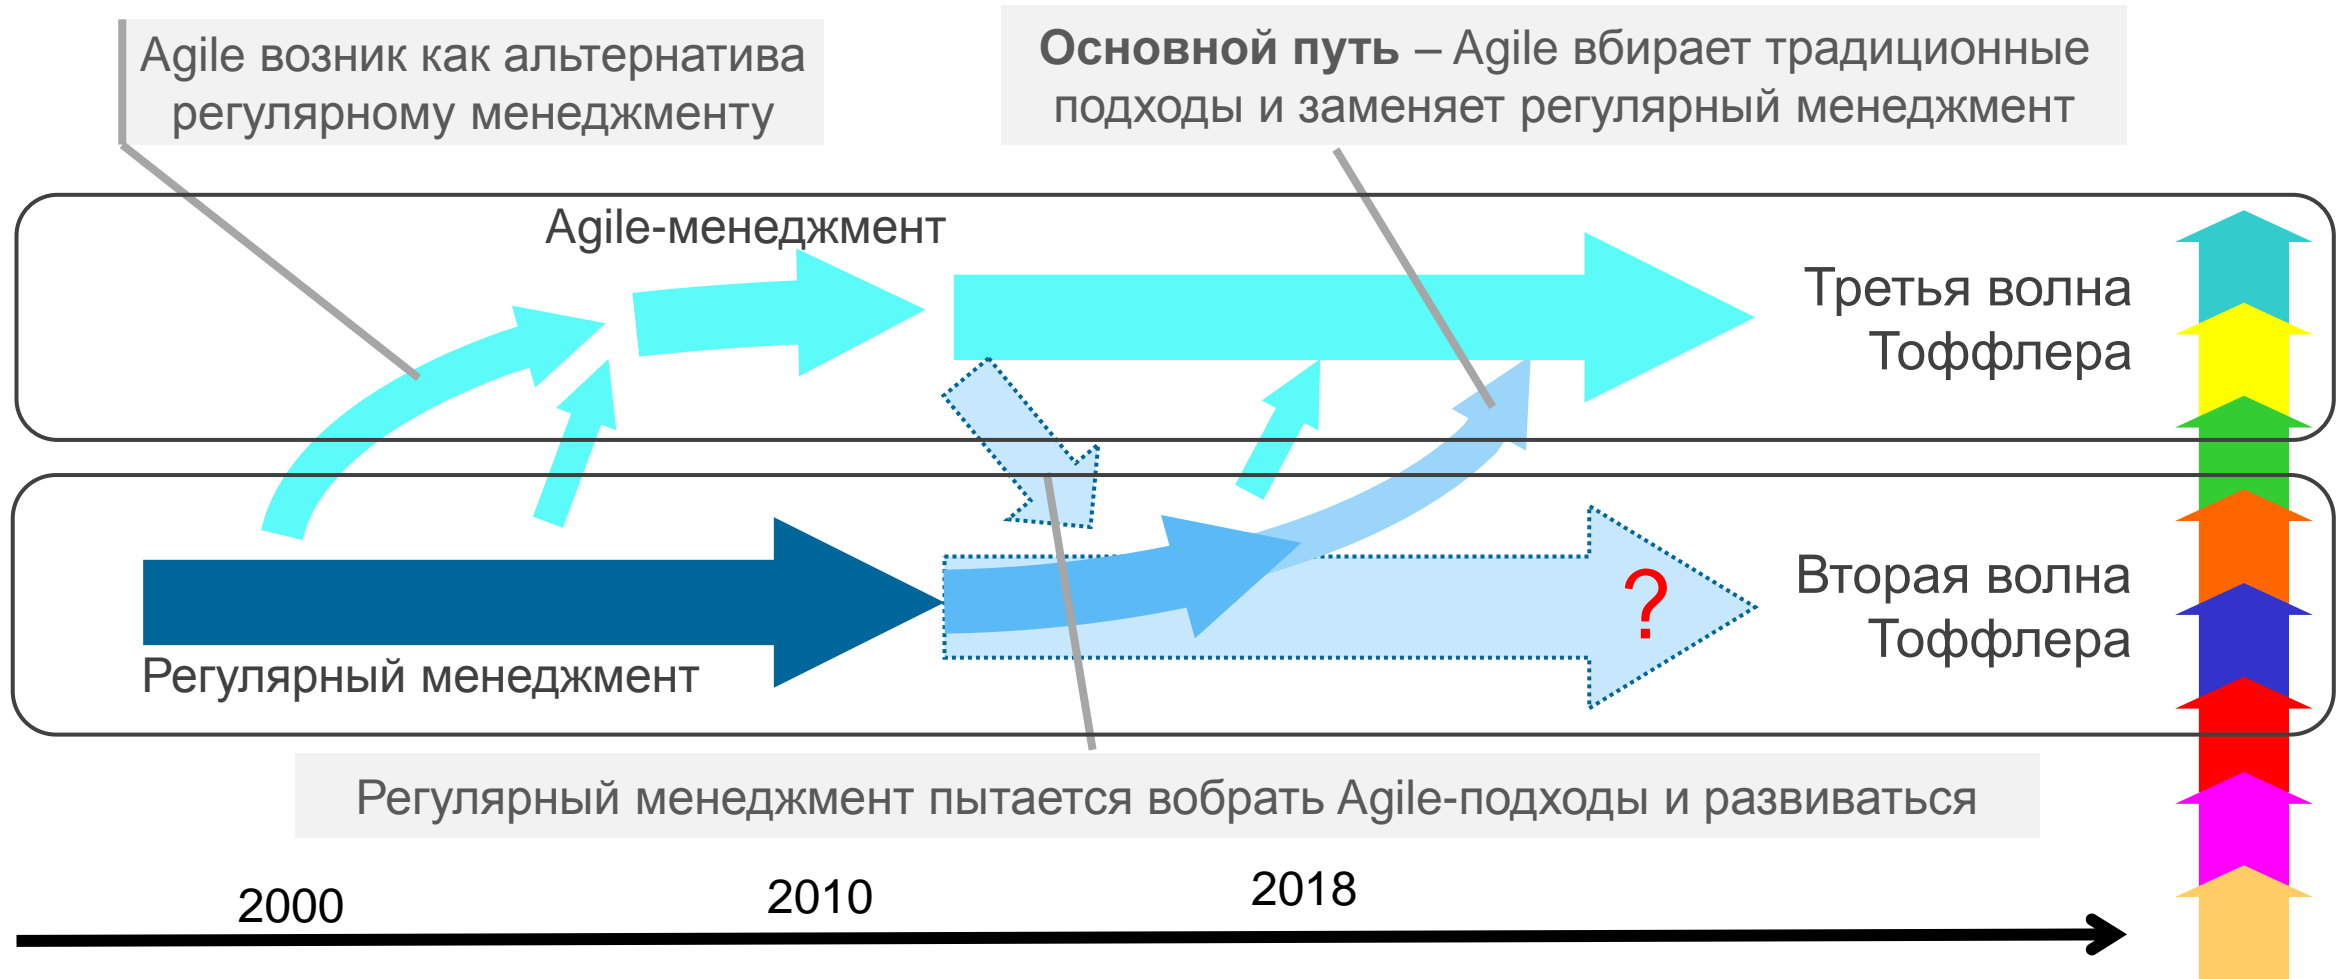 Agile возник как альтернатива
регулярному менеджменту
Основной путь – Agile вбирает традиционные
подходы и заменяет регулярный менеджмент
Agile-менеджмент
Третья волна
Тоффлера
Вторая волна
Тоффлера
?
Регулярный менеджмент
Регулярный менеджмент пытается вобрать Agile-подходы и развиваться
2000
2010
2018